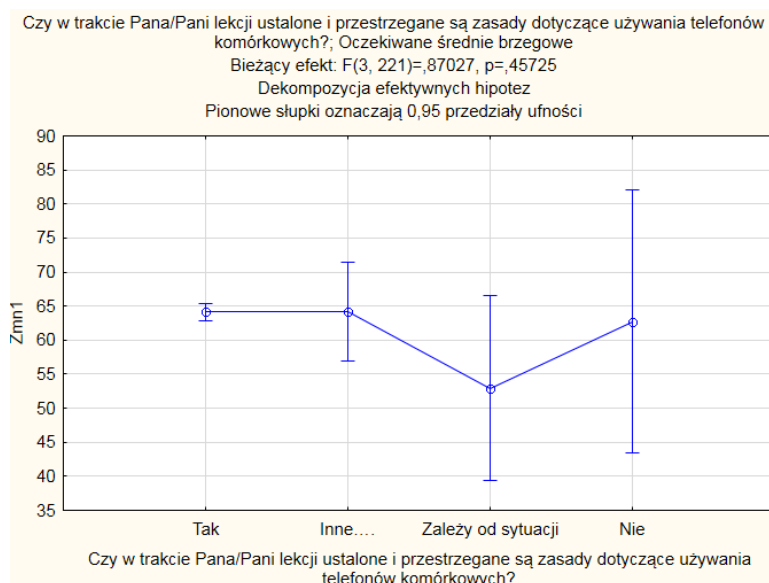 Czy w trakcie Pana/Pani lekcji ustalone i przestrzegane są zasady dotyczące używania telefonów
komórkowych?; Oczekiwane średnie brzegowe
Bieżący efekt: F(3, 221)=,87027, p=,45725
Dekompozycja efektywnych hipotez
Pionowe słupki oznaczają 0,95 przedziały ufności
90
85
80
75
70
65
60
55
50
45
40
35
Zmn1
Tak Inne.... Zależy od sytuacji Nie
Czy w trakcie Pana/Pani lekcji ustalone i przestrzegane są zasady dotyczące używania
telefonów komórkowych?